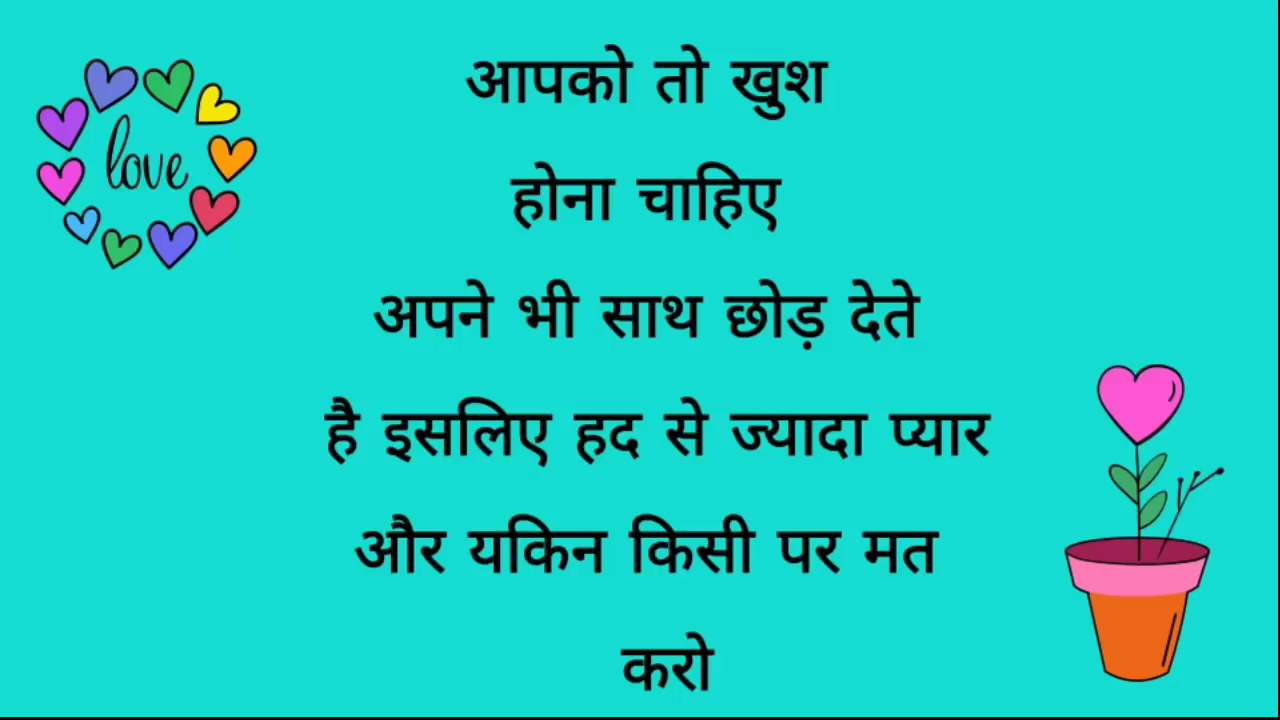 love
आपको तो खुश
होना चाहिए
अपने भी साथ छोड़ देते
है इसलिए हद से ज्यादा प्यार
और यकिन किसी पर मत
करो